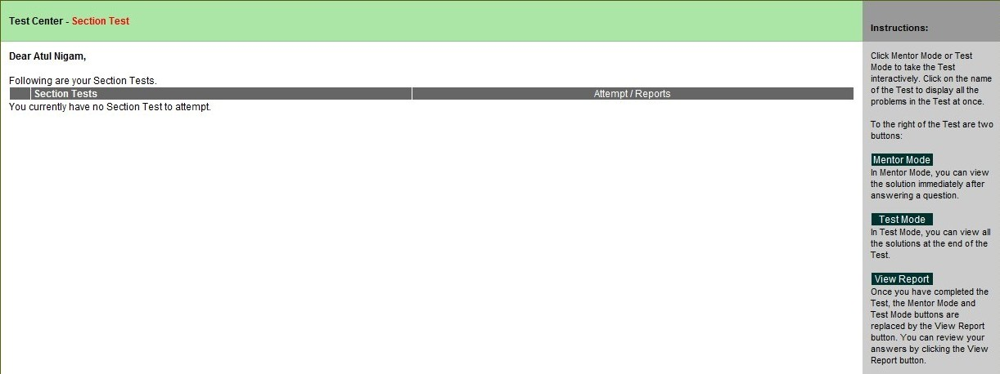 Test Center - Section Test
Dear Atul Nigam,
Following are your Section Tests.
Section Tests Attempt / Reports
You currently have no Section Test to attempt.
Instructions:
Click Mentor Mode or Test
Mode to take the Test
interactively. Click on the name
of the Test to display all the
problems in the Test at once.
To the right of the Test are two
buttons:
Mentor Mode
In Mentor Mode, you can view
the solution immediately after
answering a question.
Test Mode
In Test Mode, you can view all
the solutions at the end of the
Test.
View Report
Once you have completed the
Test, the Mentor Mode and
Test Mode buttons are
replaced by the View Report
button. You can review your
answers by clicking the View
Report button.